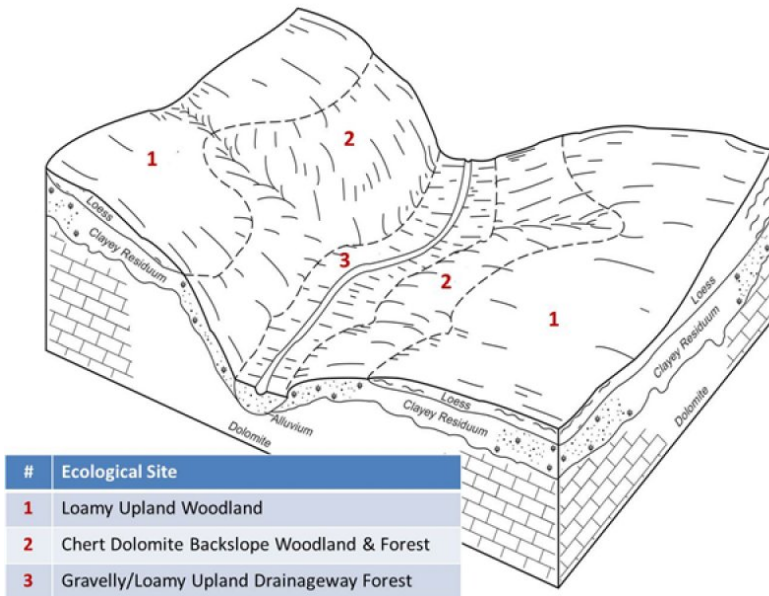 2
1
Loess
Clayey Residuum
3
2
1
Loess
Clayey Residuum
Dolomite
Loess
Clayey Residuum
Alluvium
Dolomite
# Ecological Site
1 Loamy Upland Woodland
2 Chert Dolomite Backslope Woodland & Forest
3 Gravelly/Loamy Upland Drainageway Forest